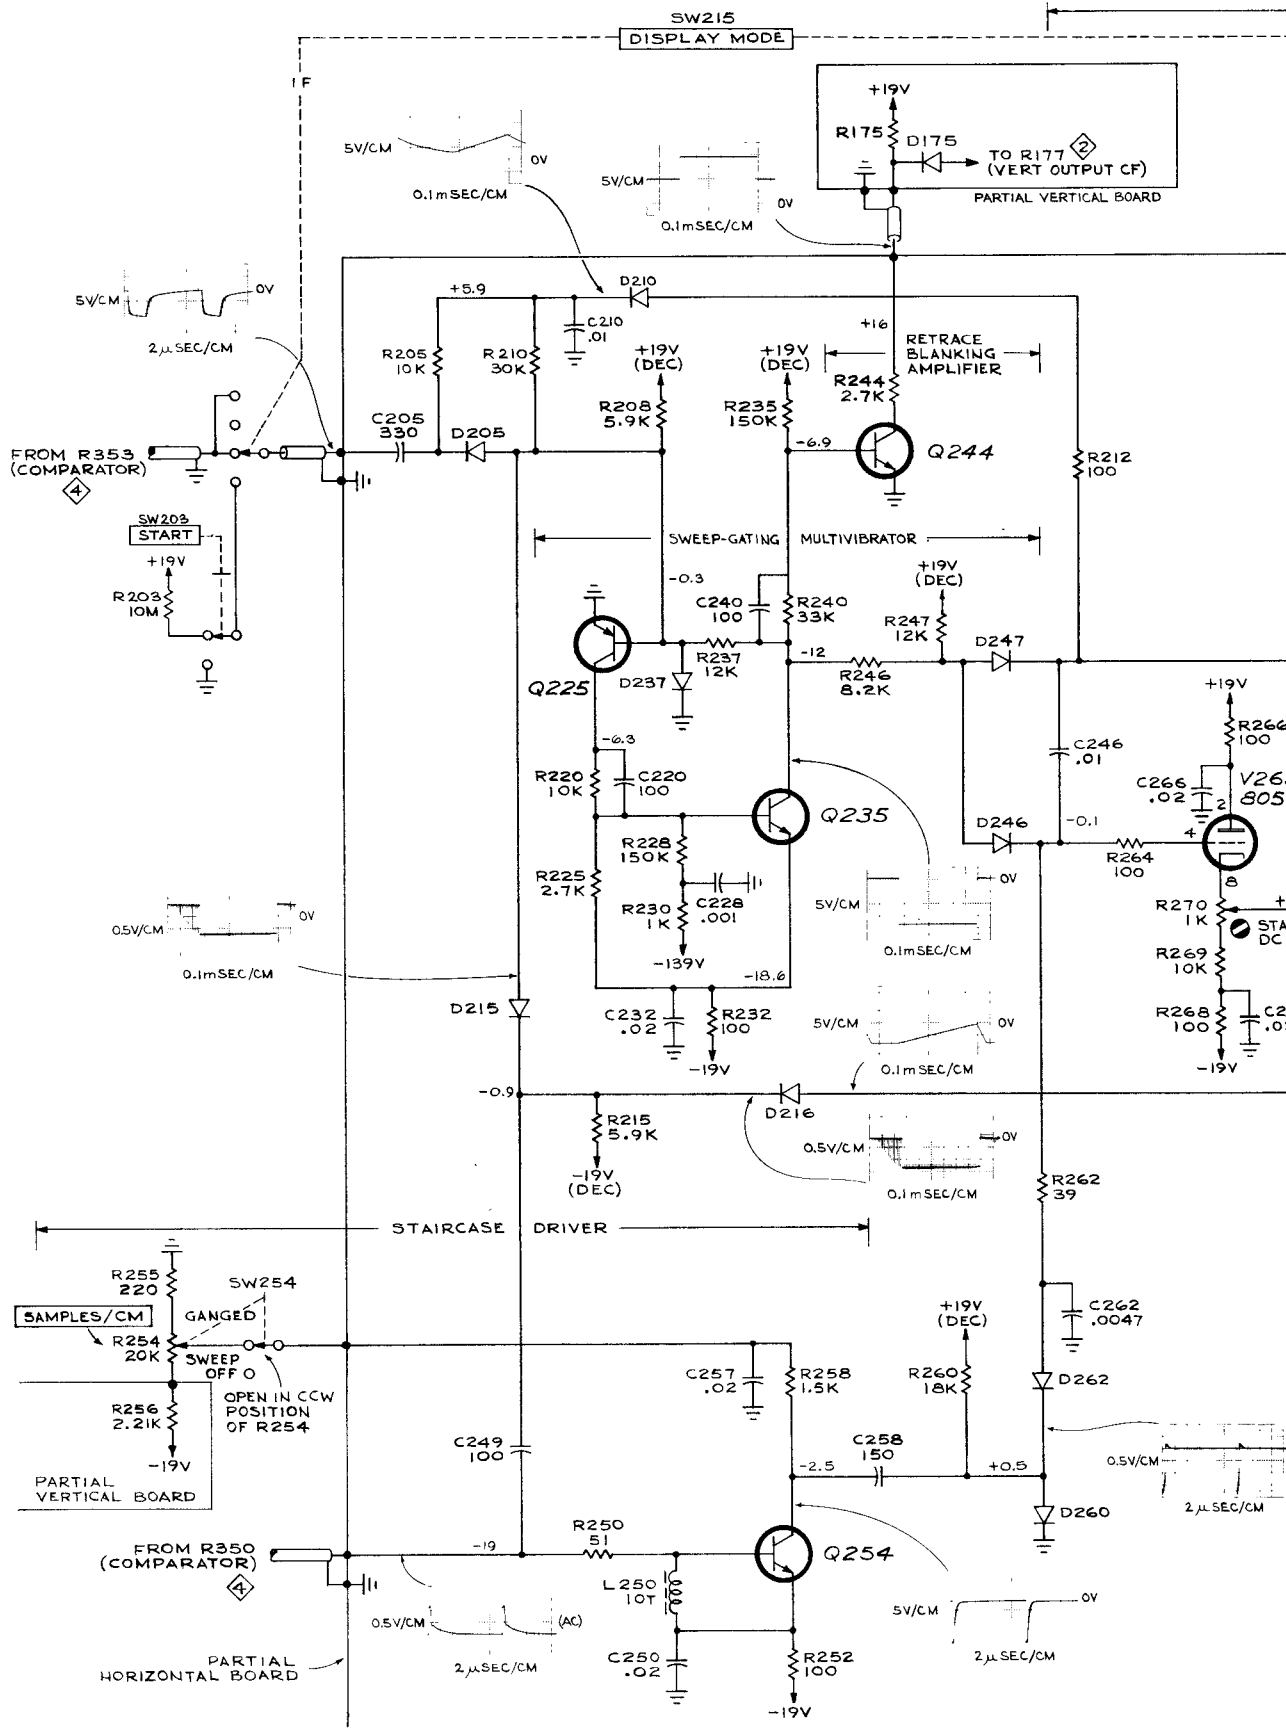 SW215
DISPLAY MODE
1F
+19V
R175
D175
TO R177 2
(VERT OUTPUT CF)
PARTIAL VERTICAL BOARD
5V/CM
0V
0.1mSEC/CM
5V/CM
0V
0.1mSEC/CM
5V/CM
0V
2µSEC/CM
+5.9
D210
C210
.01
R205
10K
R210
30K
+19V
(DEC)
R208
5.9K
+19V
(DEC)
R235
150K
+16
RETRACE
BLANKING
AMPLIFIER
R244
2.7K
-6.9
Q244
R212
100
C205
330
D205
FROM R353
(COMPARATOR)
4
SW203
START
+19V
R203
10M
SWEEP-GATING MULTIVIBRATOR
-0.3
C240
100
R240
33K
+19V
(DEC)
R247
12K
D247
Q225
R237
12K
D237
-12
R246
8.2K
+19V
R266
100
C246
.01
C266
.02
V26
805
2
4
8
-6.3
R220
10K
C220
100
Q235
D246
-0.1
R264
100
R228
150K
R225
2.7K
C228
.001
R230
1K
-139V
-18.6
5V/CM
0V
0.1mSEC/CM
R270
1K
+
STA
DC
R269
10K
R268
100
C2
.0
-19V
0.5V/CM
0V
0.1mSEC/CM
D215
C232
.02
R232
100
-19V
5V/CM
0V
0.1mSEC/CM
-0.9
D216
R215
5.9K
-19V
(DEC)
0.5V/CM
0V
0.1mSEC/CM
R262
39
STAIRCASE DRIVER
R255
220
SW254
SAMPLES/CM
GANGED
R254
20K
SWEEP
OFF
OPEN IN CCW
POSITION
OF R254
R256
2.21K
-19V
PARTIAL
VERTICAL BOARD
C257
.02
R258
1.5K
+19V
(DEC)
R260
18K
C262
.0047
D262
C249
100
-2.5
C258
150
+0.5
0.5V/CM
2µSEC/CM
D260
FROM R350
(COMPARATOR)
4
-19
R250
51
Q254
L250
10T
0.5V/CM
(AC)
2µSEC/CM
C250
.02
R252
100
-19V
5V/CM
0V
2µSEC/CM
PARTIAL
HORIZONTAL BOARD